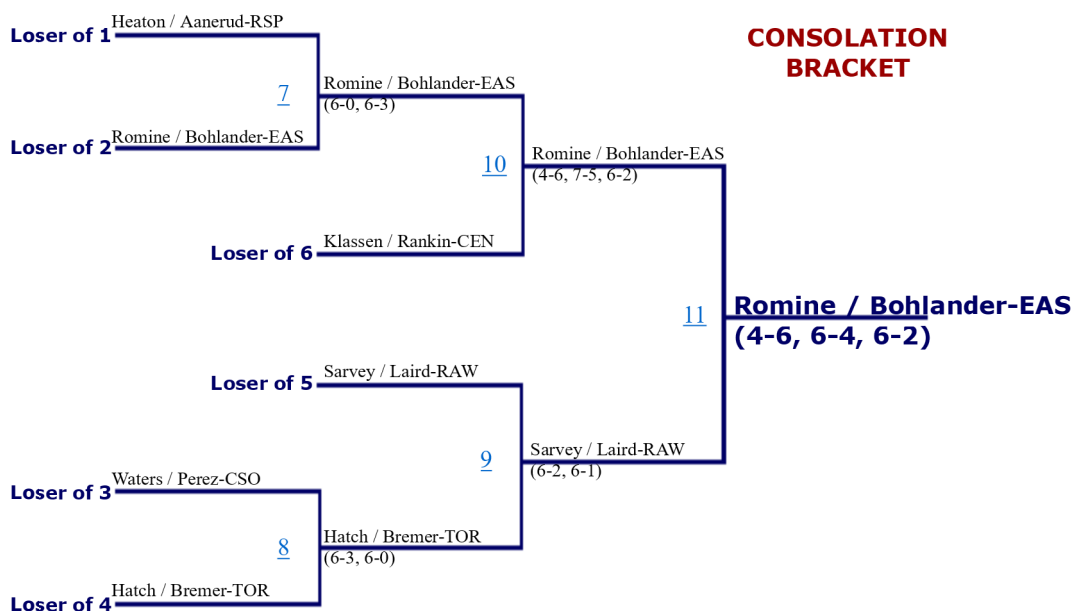 Heaton / Aanerud-RSP
Loser of 1
CONSOLATION
BRACKET
7
Romine / Bohlander-EAS
(6-0, 6-3)
Romine / Bohlander-EAS
Loser of 2
10
Romine / Bohlander-EAS
(4-6, 7-5, 6-2)
Klassen / Rankin-CEN
Loser of 6
11
Romine / Bohlander-EAS
(4-6, 6-4, 6-2)
Sarvey / Laird-RAW
Loser of 5
9
Sarvey / Laird-RAW
(6-2, 6-1)
Waters / Perez-CSO
Loser of 3
8
Hatch / Bremer-TOR
(6-3, 6-0)
Hatch / Bremer-TOR
Loser of 4